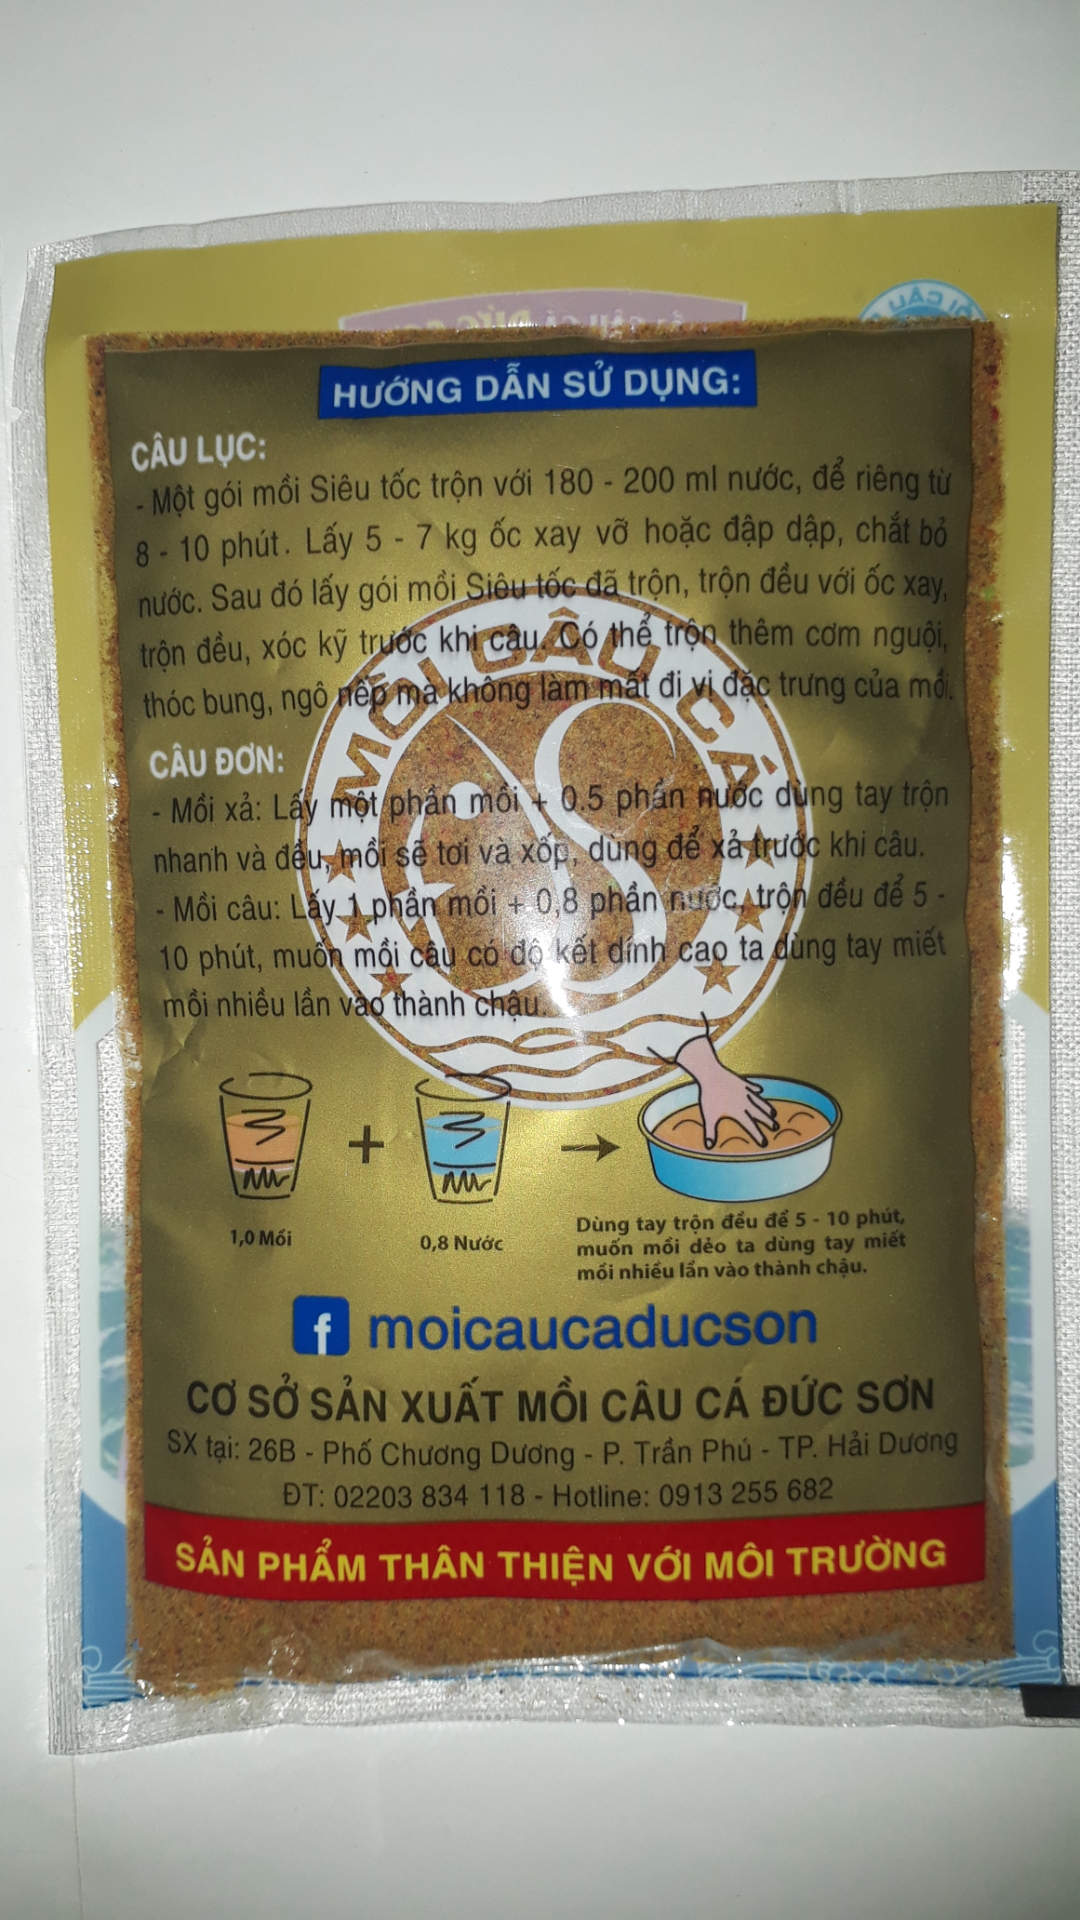 HƯỚNG DẪN SỬ DỤNG:
CÂU LỤC:
- Một gói mồi Siêu tốc trộn với 180 - 200 ml nước, để riêng từ
8 - 10 phút. Lấy 5 - 7 kg ốc xay vỡ hoặc đập dập, chắt bỏ
nước. Sau đó lấy gói mồi Siêu tốc đã trộn, trộn đều với ốc xay,
trộn đều, xóc kỹ trước khi câu. Có thể trộn thêm cơm nguội,
thóc bung, ngô nếp mà không làm mất đi vị đặc trưng của mồi.
MỒI CÂU CÁ
CÂU ĐƠN:
- Mồi xả: Lấy một phần mồi + 0.5 phần nước dùng tay trộn
nhanh và đều, mồi sẽ tơi và xốp, dùng để xả trước khi câu.
- Mồi câu: Lấy 1 phần mồi + 0,8 phần nước, trộn đều để 5 -
10 phút, muốn mồi câu có độ kết dính cao ta dùng tay miết
mồi nhiều lần vào thành chậu.
+
1,0 Mồi
0,8 Nước
Dùng tay trộn đều để 5 - 10 phút,
muốn mồi dẻo ta dùng tay miết
mồi nhiều lần vào thành chậu.
f moicaucaducson
CƠ SỞ SẢN XUẤT MỒI CÂU CÁ ĐỨC SƠN
SX tại: 26B - Phố Chương Dương - P. Trần Phú - TP. Hải Dương
ĐT: 02203 834 118 - Hotline: 0913 255 682
SẢN PHẨM THÂN THIỆN VỚI MÔI TRƯỜNG